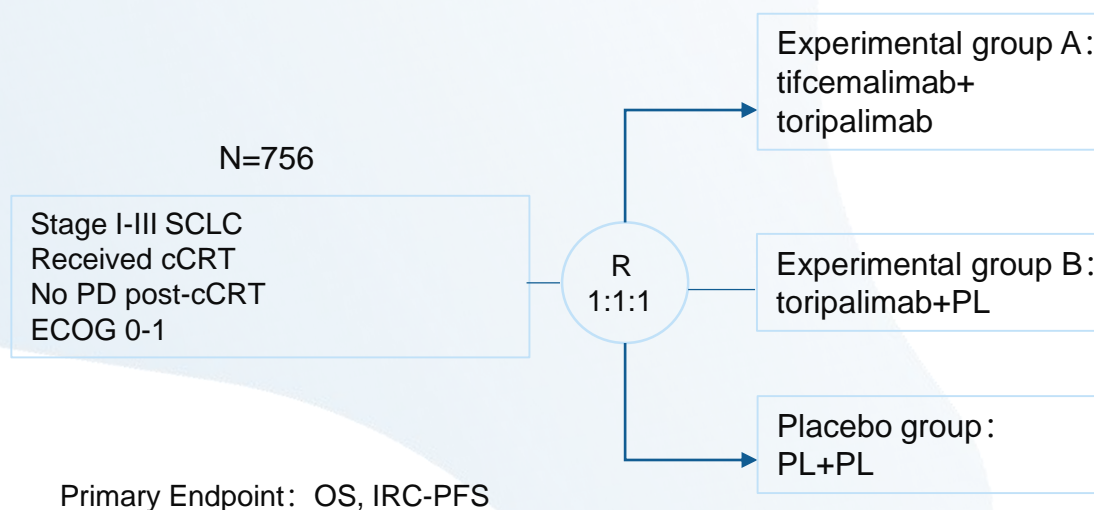 N=756
Stage I-III SCLC
Received cCRT
No PD post-cCRT
ECOG 0-1
R
1:1:1
Experimental group A：
tifcemalimab+
toripalimab
Experimental group B：
toripalimab+PL
Placebo group：
PL+PL
Primary Endpoint：OS, IRC-PFS